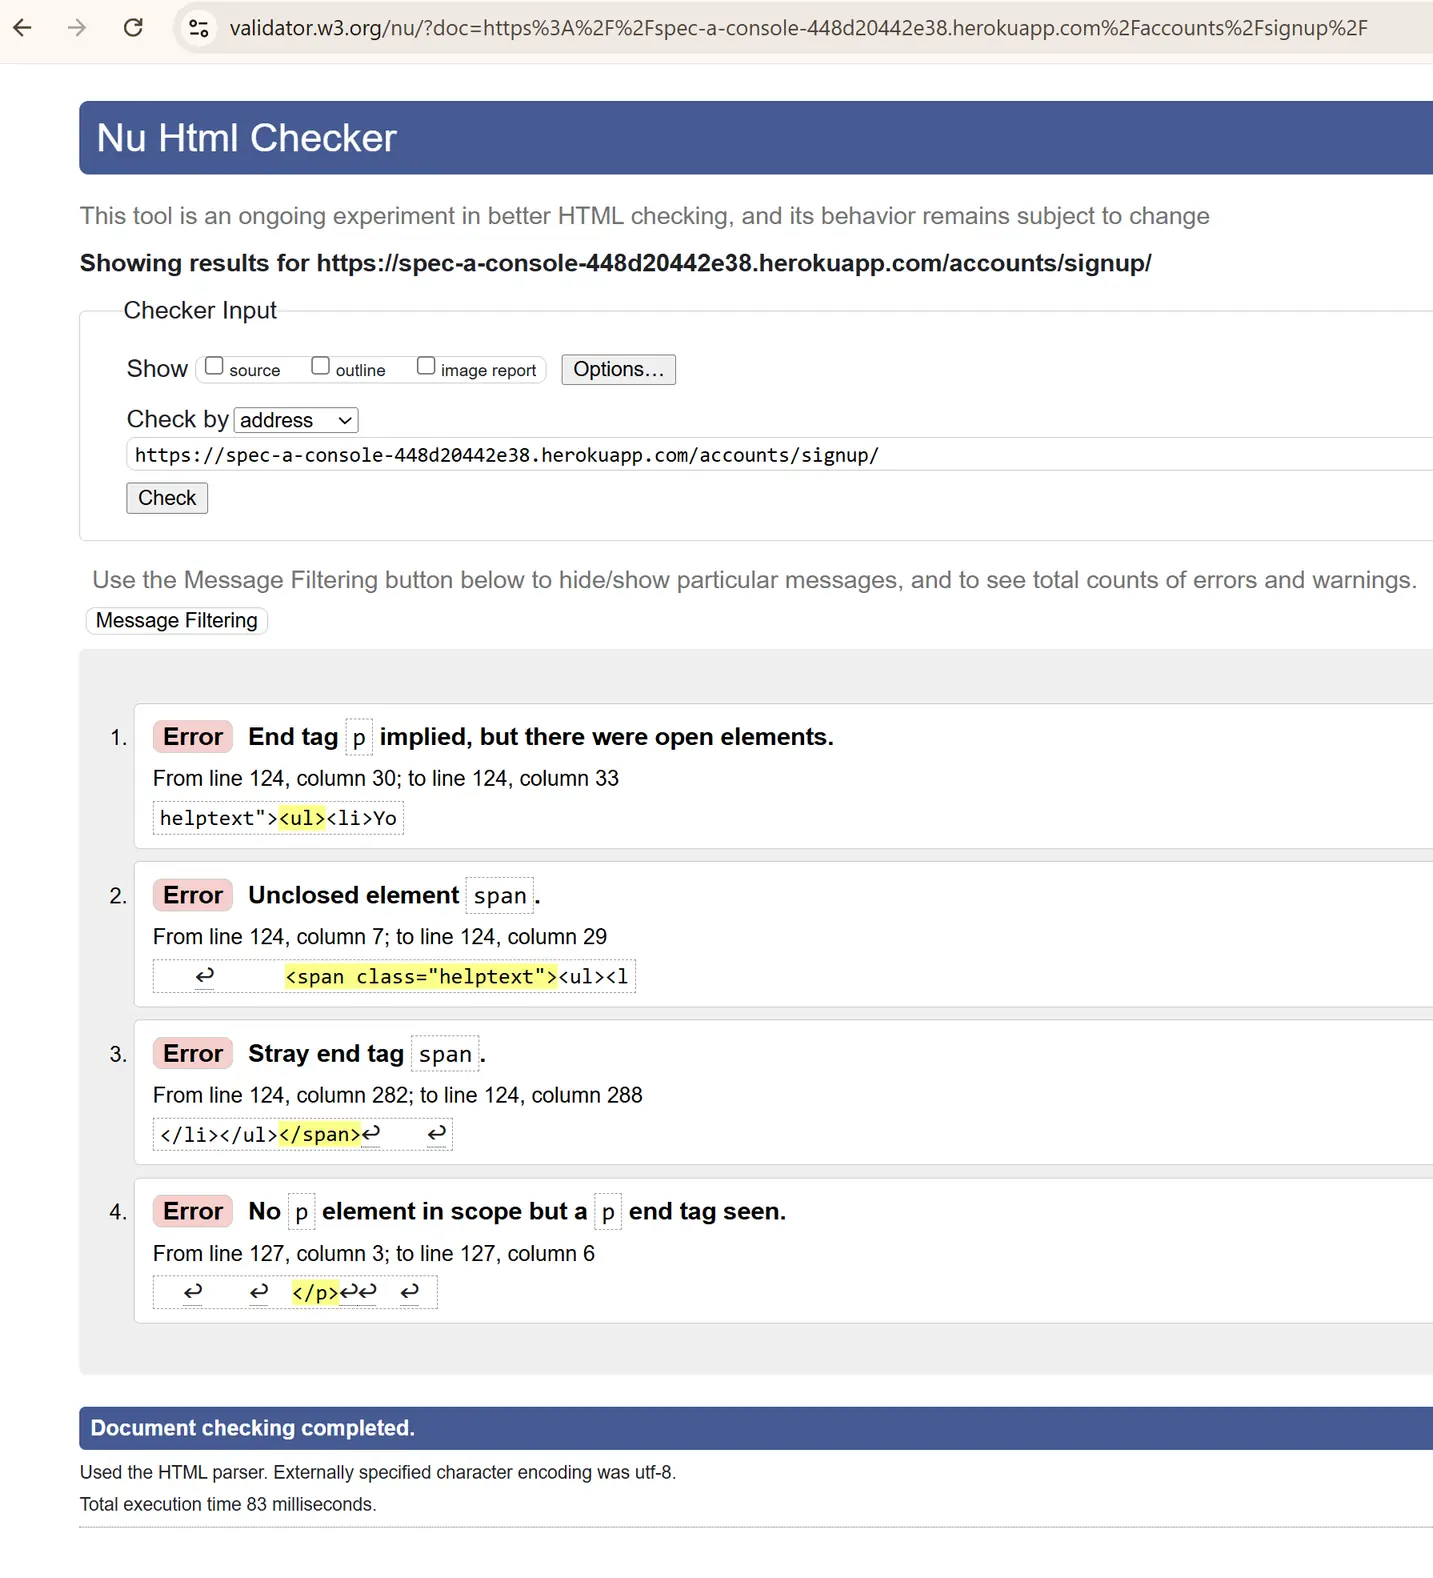 validator.w3.org/nu/?doc=https%3A%2F%2Fspec-a-console-448d20442e38.herokuapp.com%2Faccounts%2Fsignup%2F
Nu Html Checker
This tool is an ongoing experiment in better HTML checking, and its behavior remains subject to change
Showing results for https://spec-a-console-448d20442e38.herokuapp.com/accounts/signup/
Checker Input
Show source outline image report Options...
Check by address
https://spec-a-console-448d20442e38.herokuapp.com/accounts/signup/
Check
Use the Message Filtering button below to hide/show particular messages, and to see total counts of errors and warnings.
Message Filtering
1. Error End tag p implied, but there were open elements.
From line 124, column 30; to line 124, column 33
helptext"><ul><li>Yo
2. Error Unclosed element span.
From line 124, column 7; to line 124, column 29
↩ <span class="helptext"><ul><l
3. Error Stray end tag span.
From line 124, column 282; to line 124, column 288
</li></ul></span>↩ ↩
4. Error No p element in scope but a p end tag seen.
From line 127, column 3; to line 127, column 6
↩ ↩ </p>↩↩ ↩
Document checking completed.
Used the HTML parser. Externally specified character encoding was utf-8.
Total execution time 83 milliseconds.